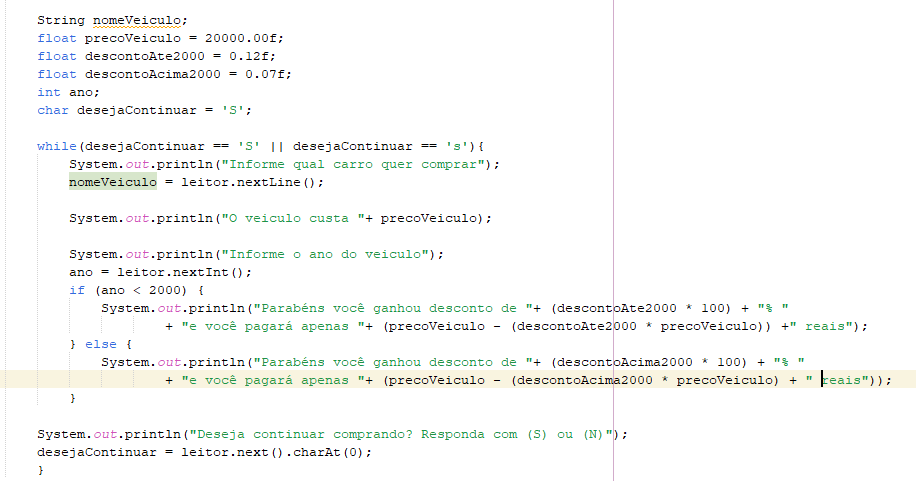 String nomeVeiculo;
float precoVeiculo = 20000.00f;
float descontoAte2000 = 0.12f;
float descontoAcima2000 = 0.07f;
int ano;
char desejaContinuar = 'S';
while(desejaContinuar == 'S' || desejaContinuar == 's'){
System.out.println("Informe qual carro quer comprar");
nomeVeiculo = leitor.nextLine();
System.out.println("O veiculo custa "+ precoVeiculo);
System.out.println("Informe o ano do veiculo");
ano = leitor.nextInt();
if (ano < 2000) {
System.out.println("Parabéns você ganhou desconto de "+ (descontoAte2000 * 100) + "% "
+ "e você pagará apenas "+ (precoVeiculo - (descontoAte2000 * precoVeiculo)) +" reais");
} else {
System.out.println("Parabéns você ganhou desconto de "+ (descontoAcima2000 * 100) + "% "
+ "e você pagará apenas "+ (precoVeiculo - (descontoAcima2000 * precoVeiculo) + " reais"));
}
System.out.println("Deseja continuar comprando? Responda com (S) ou (N)");
desejaContinuar = leitor.next().charAt(0);
}